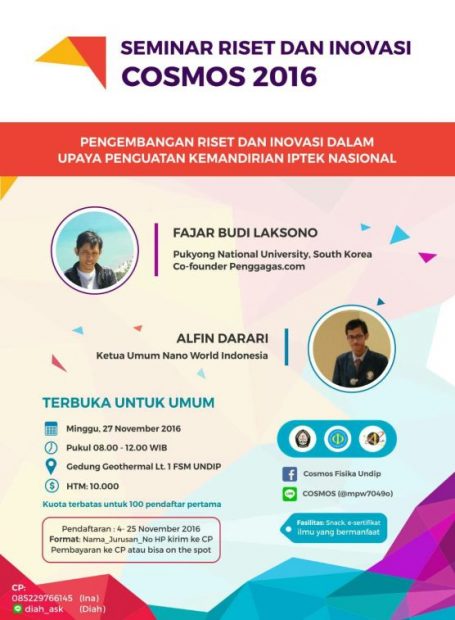 SEMINAR RISET DAN INOVASI
COSMOS 2016
PENGEMBANGAN RISET DAN INOVASI DALAM
UPAYA PENGUATAN KEMANDIRIAN IPTEK NASIONAL
FAJAR BUDI LAKSONO
Pukyong National University, South Korea
Co-founder Penggagas.com
ALFIN DARARI
Ketua Umum Nano World Indonesia
TERBUKA UNTUK UMUM
Minggu, 27 November 2016
Pukul 08.00 - 12.00 WIB
Gedung Geothermal Lt. 1 FSM UNDIP
HTM: 10.000
Kuota terbatas untuk 100 pendaftar pertama
Pendaftaran : 4- 25 November 2016
Format: Nama_Jurusan_No HP kirim ke CP
Pembayaran ke CP atau bisa on the spot
Cosmos Fisika Undip
COSMOS (@mpw7049o)
Fasilitas: Snack, e-sertifikat
ilmu yang bermanfaat
CP:
085229766145 (Ina)
diah_ask (Diah)